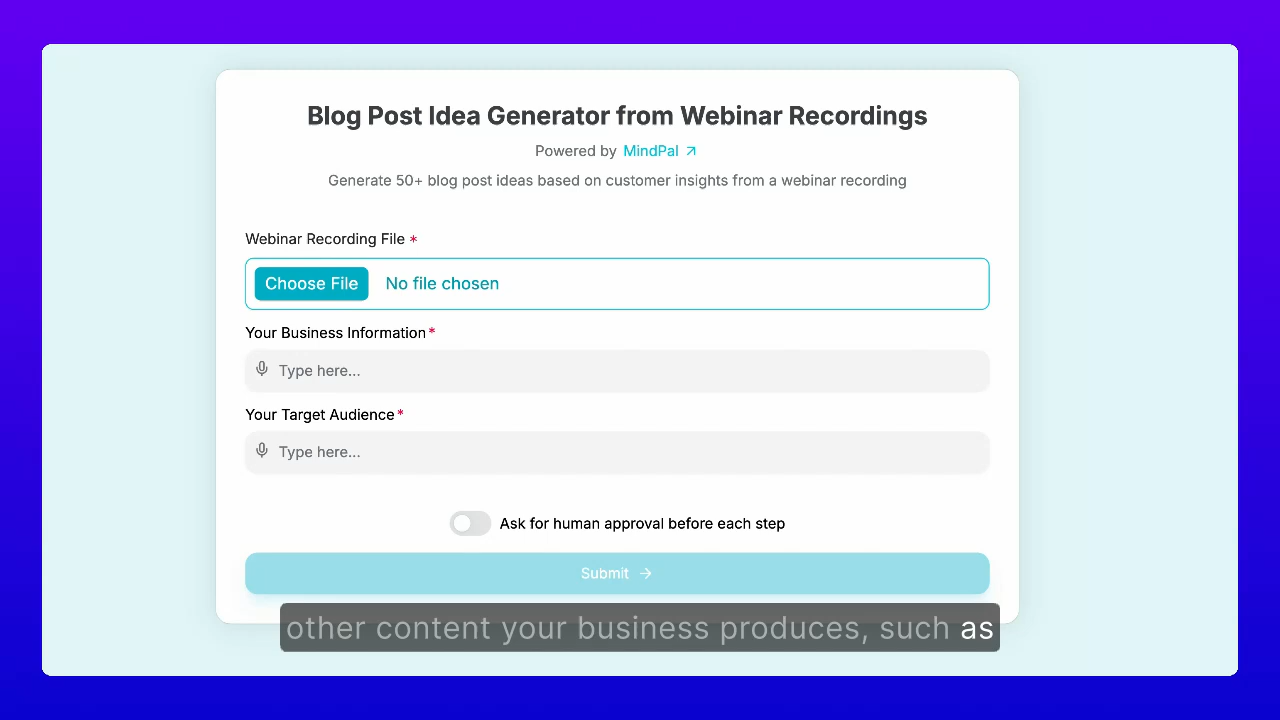 Blog Post Idea Generator from Webinar Recordings
Powered by MindPal ↗
Generate 50+ blog post ideas based on customer insights from a webinar recording
Webinar Recording File *
Choose File No file chosen
Your Business Information*
Type here...
Your Target Audience*
Type here...
Ask for human approval before each step
Submit →
other content your business produces, such as